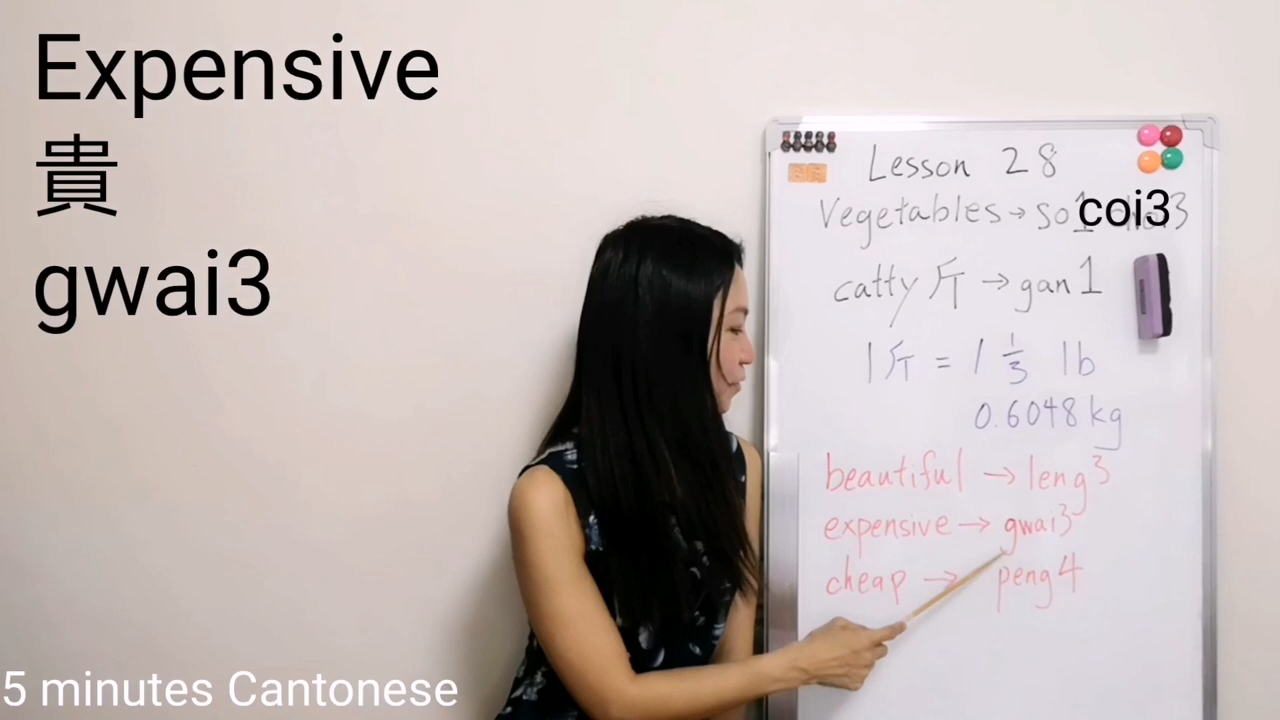 Expensive
貴
gwai3
Lesson 28
Vegetables → so1 coi3
catty 斤 → gan1
1斤 = 1 1/3 lb
0.6048 kg
beautiful → leng3
expensive → gwai3
cheap → peng4
5 minutes Cantonese